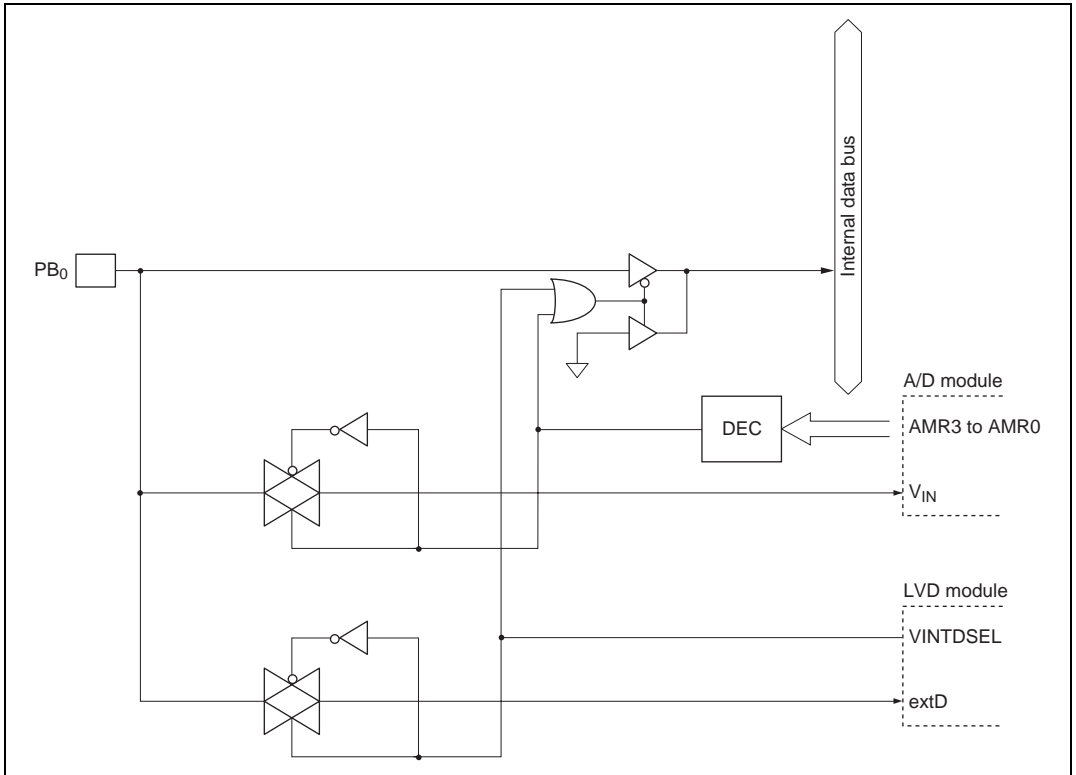 Internal data bus
PB0
A/D module
DEC
AMR3 to AMR0
VIN
LVD module
VINTDSEL
extD